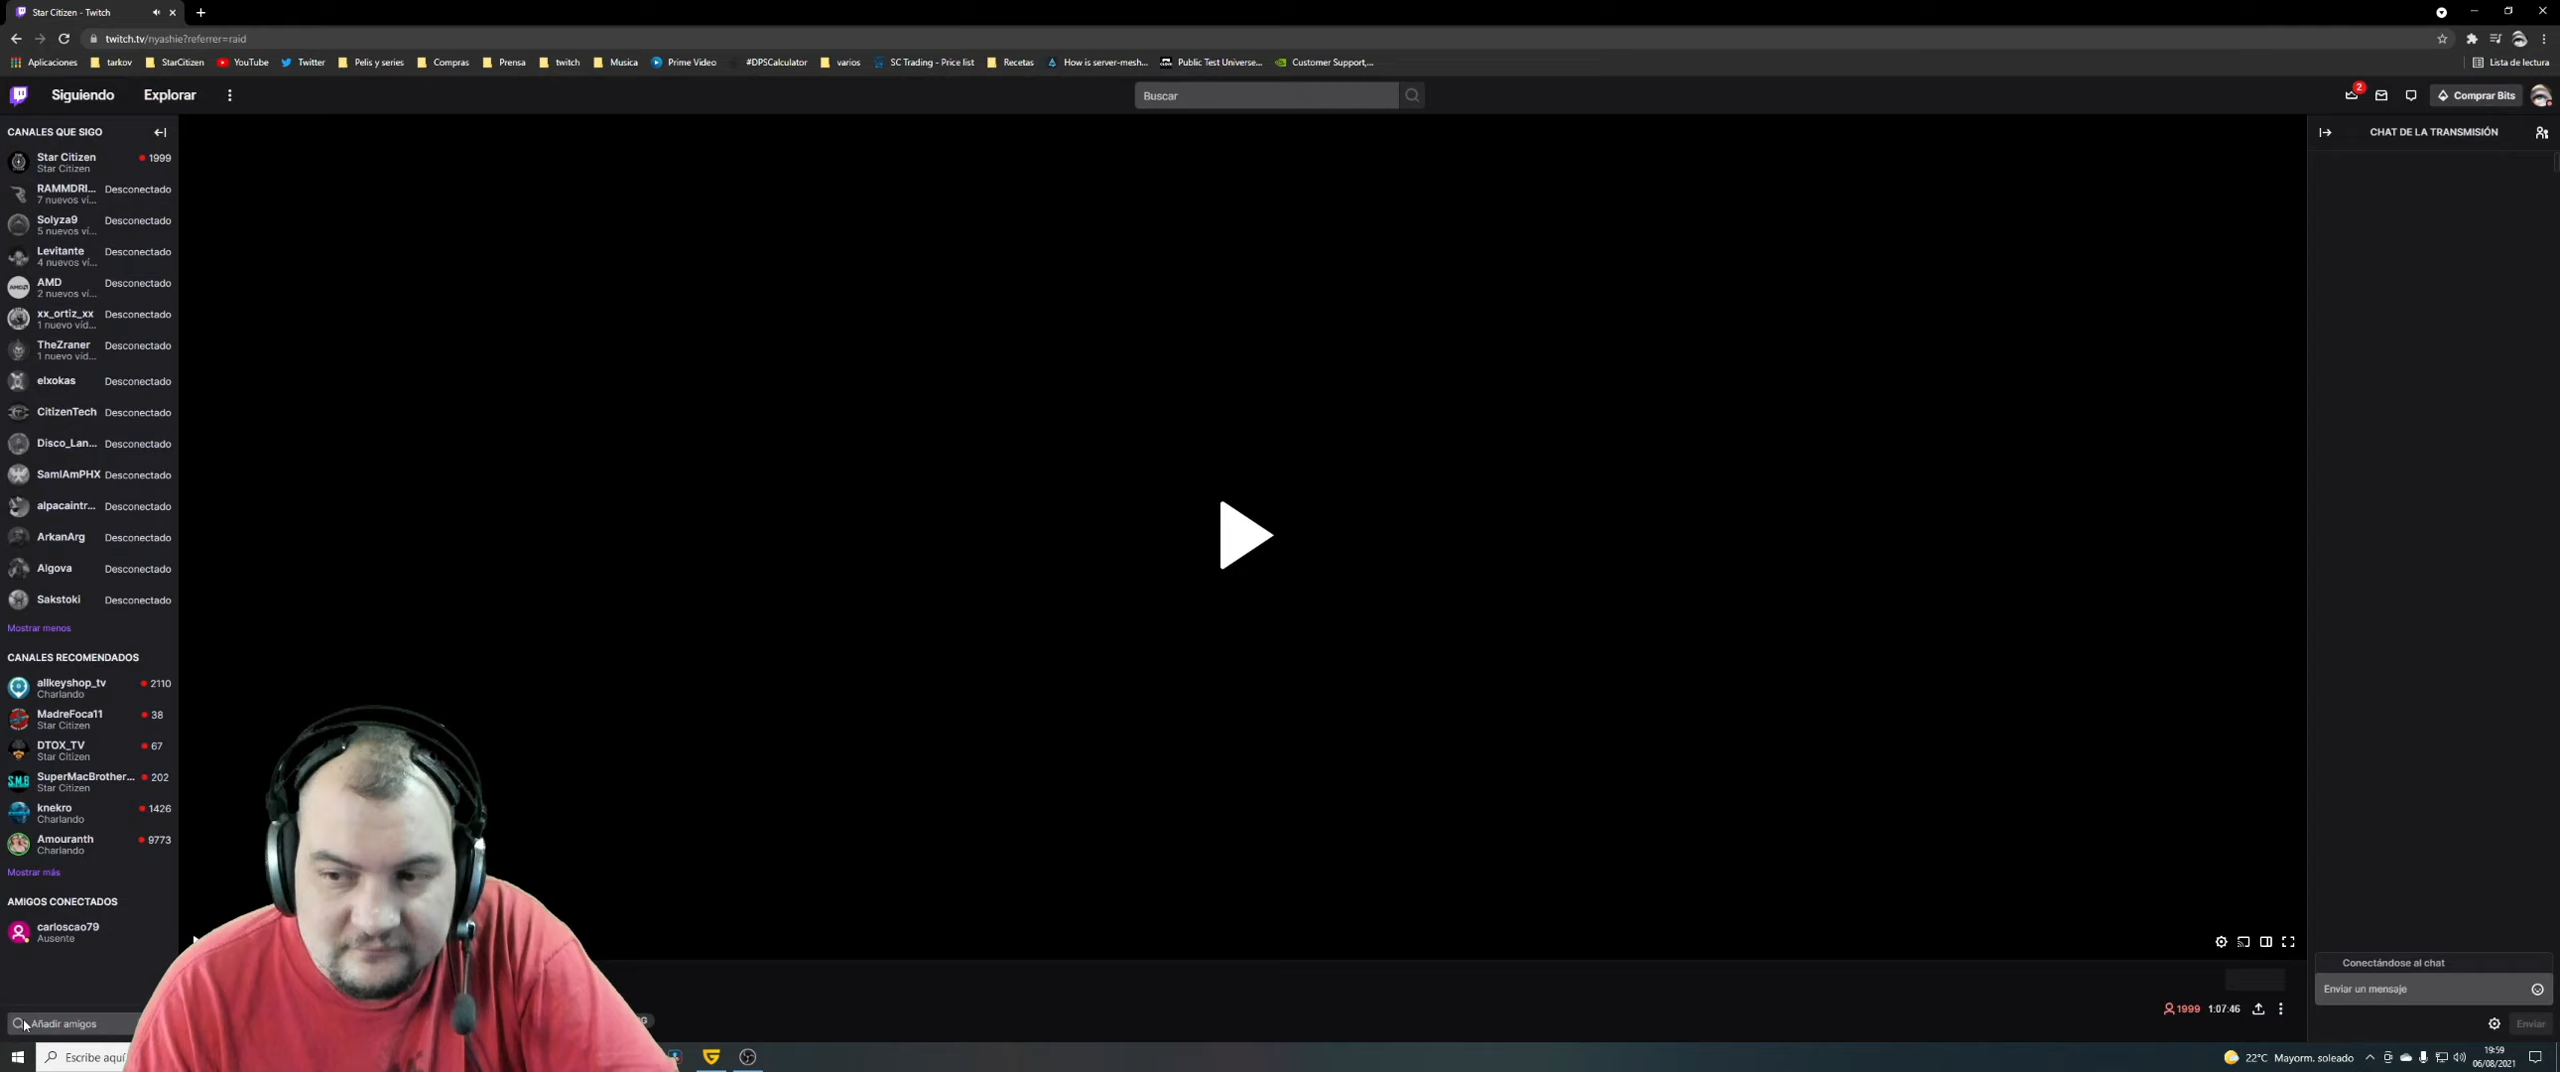 Star Citizen - Twitch
twitch.tv/nyashie?referrer=raid
Aplicaciones tarkov StarCitizen YouTube Twitter Pelis y series Compras Prensa twitch Musica Prime Video #DPSCalculator varios SC Trading - Price list Recetas How is server-mesh... Public Test Universe... Customer Support,... Lista de lectura
Siguiendo Explorar Buscar 2 Comprar Bits
CANALES QUE SIGO
Star Citizen 1999
Star Citizen
RAMMDRI... Desconectado
7 nuevos ví...
Solyza9 Desconectado
5 nuevos ví...
Levitante Desconectado
4 nuevos ví...
AMD Desconectado
2 nuevos ví...
xx_ortiz_xx Desconectado
1 nuevo víd...
TheZraner Desconectado
1 nuevo víd...
elxokas Desconectado
CitizenTech Desconectado
Disco_Lan... Desconectado
SamIAmPHX Desconectado
alpacaintr... Desconectado
ArkanArg Desconectado
Algova Desconectado
Sakstoki Desconectado
Mostrar menos
CANALES RECOMENDADOS
allkeyshop_tv 2110
Charlando
MadreFoca11 38
Star Citizen
DTOX_TV 67
Star Citizen
SuperMacBrother... 202
Star Citizen
knekro 1426
Charlando
Amouranth 9773
Charlando
Mostrar más
AMIGOS CONECTADOS
carloscao79
Ausente
Añadir amigos
CHAT DE LA TRANSMISIÓN
Conectándose al chat
Enviar un mensaje
1999 1:07:46
Enviar
Escribe aquí
22°C Mayorm. soleado
19:59
06/08/2021